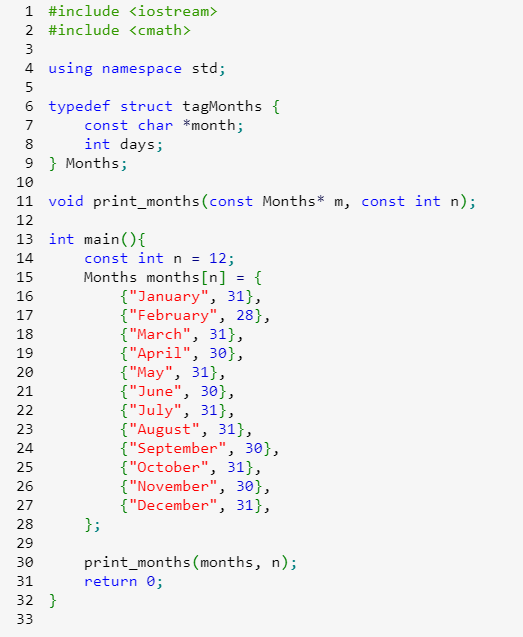 1 #include <iostream>
2 #include <cmath>
3
4 using namespace std;
5
6 typedef struct tagMonths {
7     const char *month;
8     int days;
9 } Months;
10
11 void print_months(const Months* m, const int n);
12
13 int main(){
14     const int n = 12;
15     Months months[n] = {
16         {"January", 31},
17         {"February", 28},
18         {"March", 31},
19         {"April", 30},
20         {"May", 31},
21         {"June", 30},
22         {"July", 31},
23         {"August", 31},
24         {"September", 30},
25         {"October", 31},
26         {"November", 30},
27         {"December", 31},
28     };
29
30     print_months(months, n);
31     return 0;
32 }
33